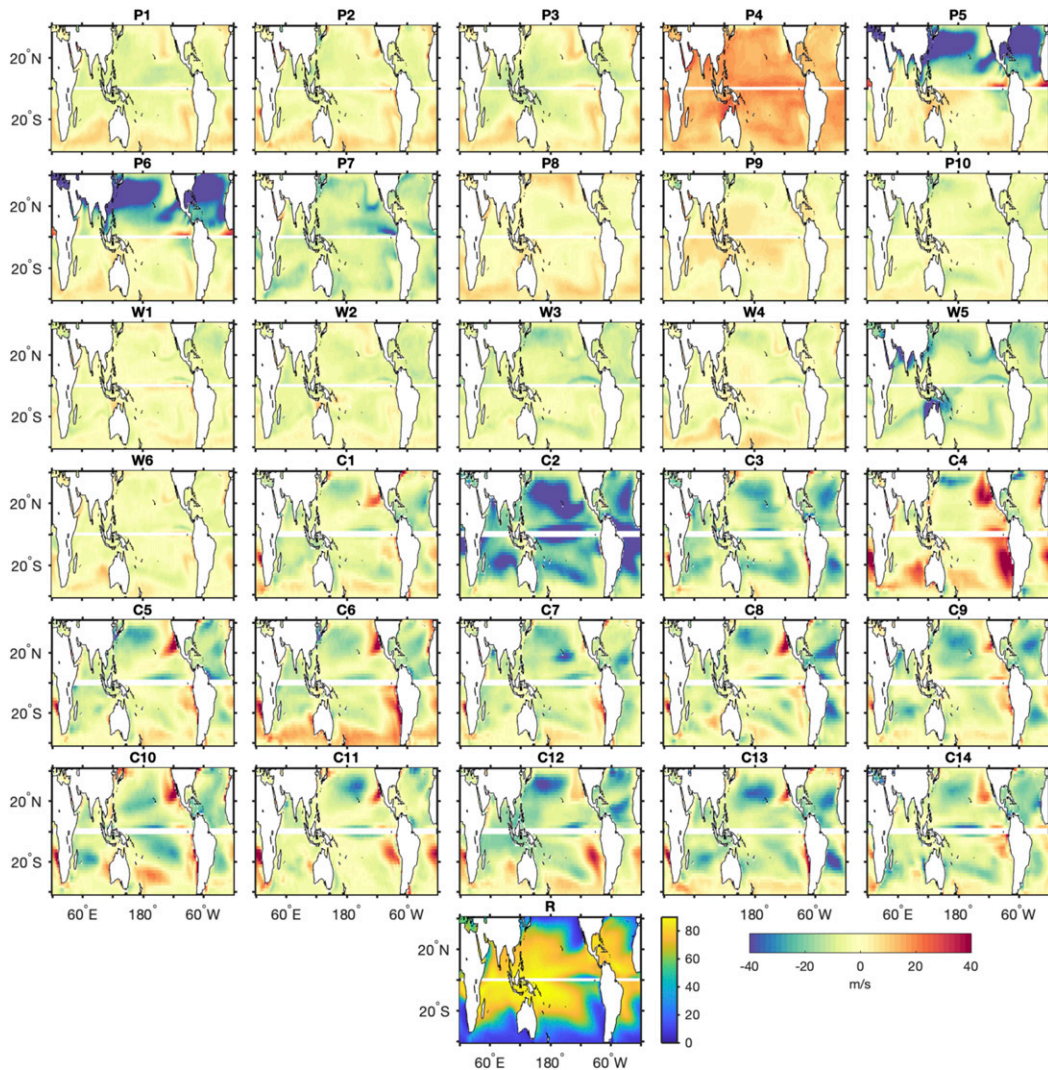 P1 P2 P3 P4 P5
20°N
20°S
P6 P7 P8 P9 P10
20°N
20°S
W1 W2 W3 W4 W5
20°N
20°S
W6 C1 C2 C3 C4
20°N
20°S
C5 C6 C7 C8 C9
20°N
20°S
C10 C11 C12 C13 C14
20°N
20°S
60°E 180° 60°W 60°E 180° 60°W 60°E 180° 60°W 60°E 180° 60°W
R
80
60
40
20
0
20°N
20°S
60°E 180° 60°W
-40 -20 0 20 40
m/s